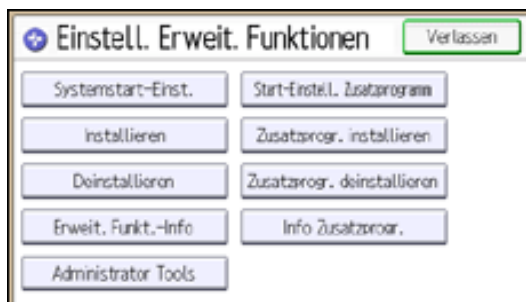 Einstell. Erweit. Funktionen
Verlassen
Systemstart-Einst.
Start-Einstell. Zusatzprogramm
Installieren
Zusatzprogr. installieren
Deinstallieren
Zusatzprogr. deinstallieren
Erweit. Funkt.-Info
Info Zusatzprogr.
Administrator Tools